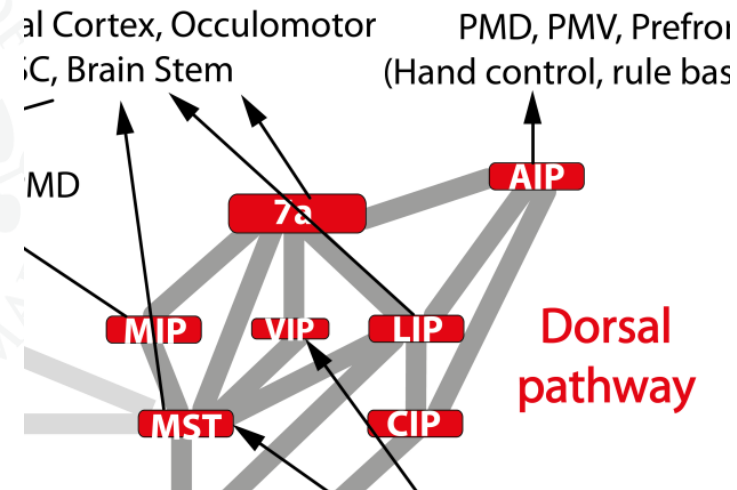 al Cortex, Occulomotor
SC, Brain Stem
PMD, PMV, Prefron
(Hand control, rule bas
MD
AIP
7a
MIP
VIP
LIP
Dorsal
pathway
MST
CIP